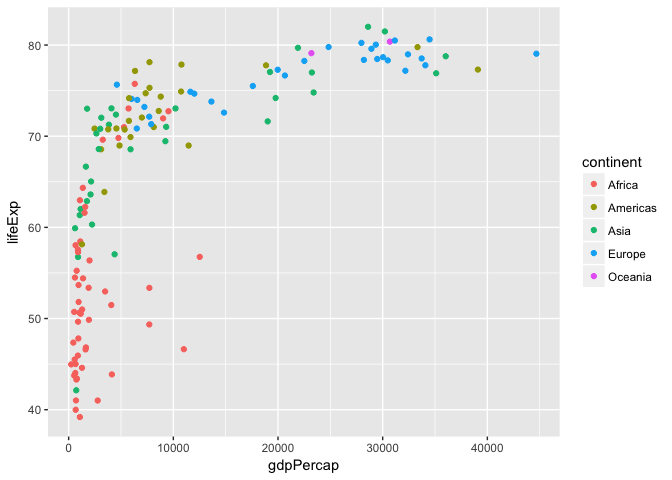 80
70
60
50
40
lifeExp
0 10000 20000 30000 40000
gdpPercap
continent
Africa
Americas
Asia
Europe
Oceania